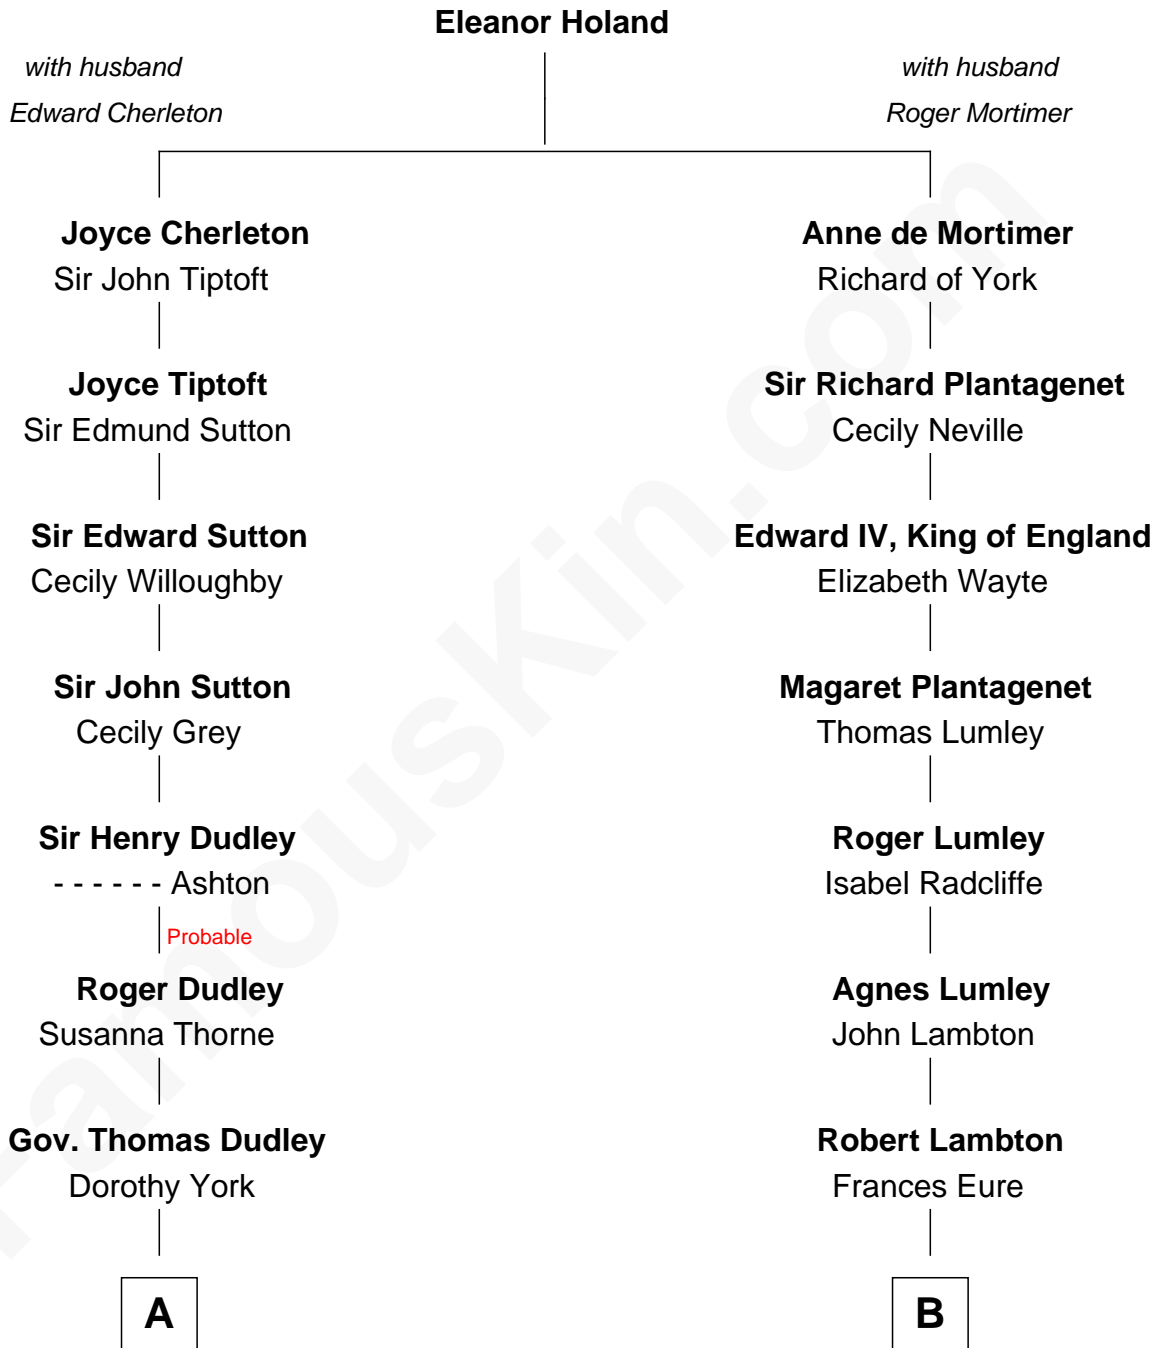 Eleanor Holand
with husband
Edward Cherleton
with husband
Roger Mortimer
Joyce Cherleton
Sir John Tiptoft
Anne de Mortimer
Richard of York
Joyce Tiptoft
Sir Edmund Sutton
Sir Richard Plantagenet
Cecily Neville
Sir Edward Sutton
Cecily Willoughby
Edward IV, King of England
Elizabeth Wayte
Sir John Sutton
Cecily Grey
Magaret Plantagenet
Thomas Lumley
Sir Henry Dudley
- - - - - - Ashton
Probable
Roger Lumley
Isabel Radcliffe
Roger Dudley
Susanna Thorne
Agnes Lumley
John Lambton
Gov. Thomas Dudley
Dorothy York
Robert Lambton
Frances Eure
A
B
FamousKin.com